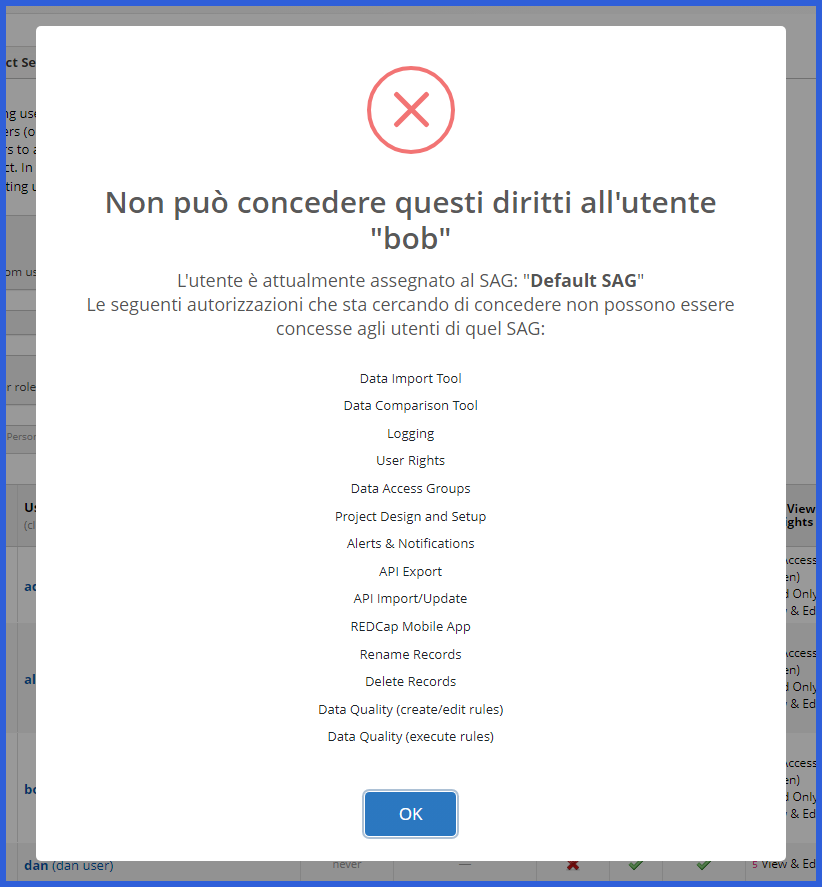 Non può concedere questi diritti all'utente
"bob"
L'utente è attualmente assegnato al SAG: "Default SAG"
Le seguenti autorizzazioni che sta cercando di concedere non possono essere
concesse agli utenti di quel SAG:
Data Import Tool
Data Comparison Tool
Logging
User Rights
Data Access Groups
Project Design and Setup
Alerts & Notifications
API Export
API Import/Update
REDCap Mobile App
Rename Records
Delete Records
Data Quality (create/edit rules)
Data Quality (execute rules)
OK
dan (dan user)
never
—
5 View & Ed